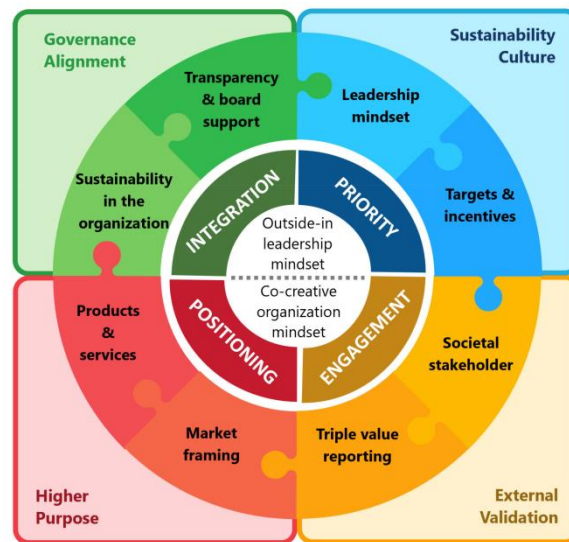 Governance
Alignment
Sustainability
Culture
Transparency
& board
support
Leadership
mindset
Sustainability
in the
organization
Targets &
incentives
INTEGRATION
PRIORITY
Outside-in
leadership
mindset
Co-creative
organization
mindset
POSITIONING
ENGAGEMENT
Products
&
services
Societal
stakeholder
Market
framing
Triple value
reporting
Higher
Purpose
External
Validation